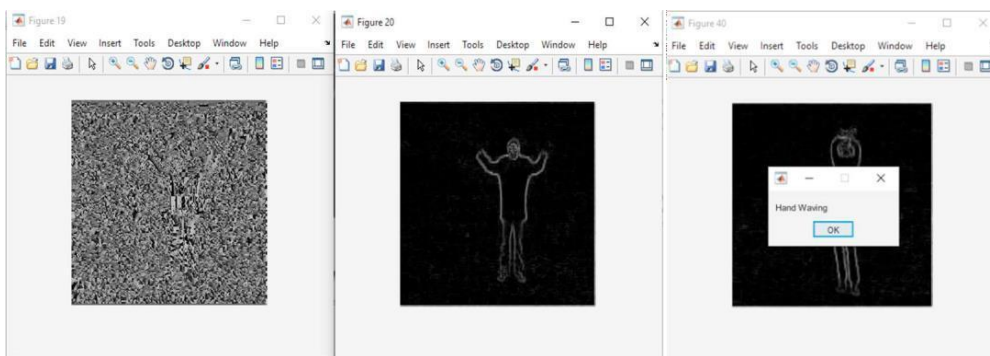 Figure 19
File Edit View Insert Tools Desktop Window Help
Figure 20
File Edit View Insert Tools Desktop Window Help
Figure 40
File Edit View Insert Tools Desktop Window Help
Hand Waving
OK